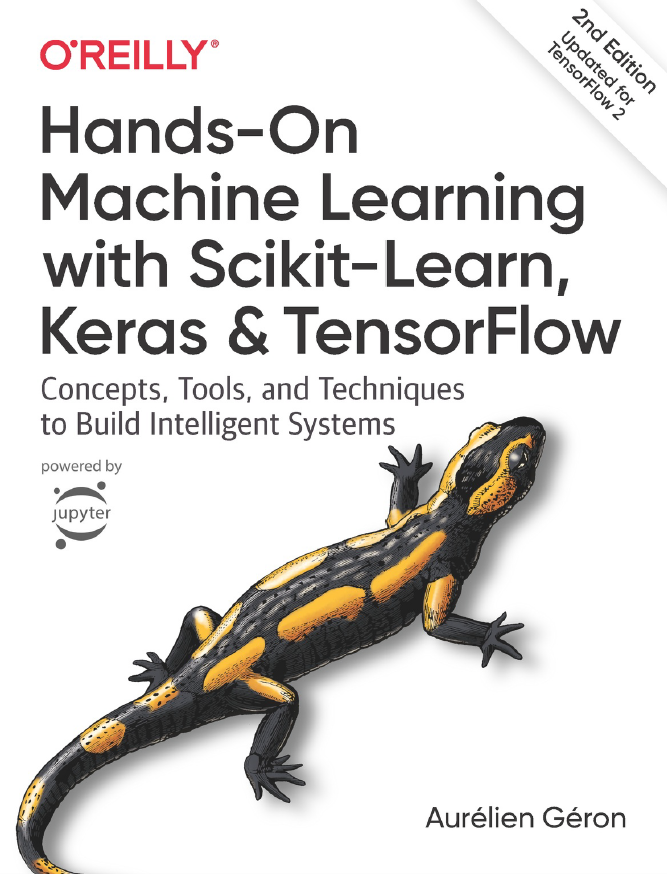 O'REILLY®
2nd Edition
Updated for
TensorFlow 2
Hands-On
Machine Learning
with Scikit-Learn,
Keras & TensorFlow
Concepts, Tools, and Techniques
to Build Intelligent Systems
powered by
jupyter
Aurélien Géron